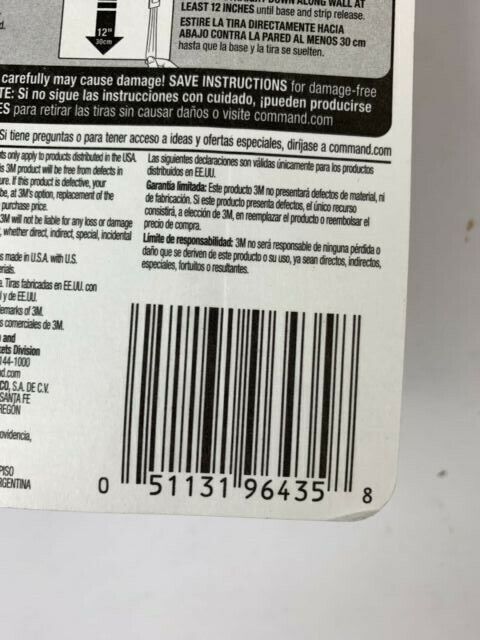 d.
12"
30cm
LEAST 12 INCHES until base and strip release.
ESTIRE LA TIRA DIRECTAMENTE HACIA
ABAJO CONTRA LA PARED AL MENOS 30 cm
hasta que la base y la tira se suelten.
carefully may cause damage! SAVE INSTRUCTIONS for damage-free
TE: Si no sigue las instrucciones con cuidado, ¡pueden producirse
ES para retirar las tiras sin causar daños o visite command.com
Si tiene preguntas o para tener acceso a ideas y ofertas especiales, diríjase a command.com
ts only apply to products distributed in the USA.
is 3M product will be free from defects in
ure. If this product is defective, your
be, at 3M's option, replacement of the
purchase price.
3M will not be liable for any loss or damage
, whether direct, indirect, special, incidental
s made in U.S.A. with U.S.
erials.
a. Tiras fabricadas en EE.UU. con
l y de EE.UU.
emarks of 3M.
s comerciales de 3M.
and
ets Division
144-1000
d.com
CO, S.A. DE C.V.
SANTA FE
REGÓN
ovidencia,
PISO
RGENTINA
Las siguientes declaraciones son válidas únicamente para los productos
distribuidos en EE.UU.
Garantía limitada: Este producto 3M no presentará defectos de material, ni
de fabricación. Si este producto presenta defectos, el único recurso
consistirá, a elección de 3M, en reemplazar el producto o reembolsar el
precio de compra.
Límite de responsabilidad: 3M no será responsable de ninguna pérdida o
daño que se deriven de este producto o su uso, ya sean directos, indirectos,
especiales, fortuitos o resultantes.
0 51131 96435 8